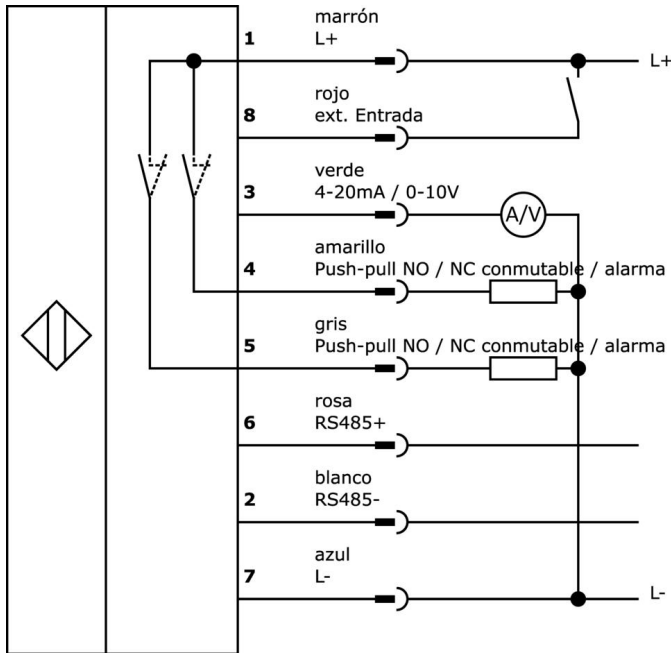 marrón
1 L+
L+
rojo
8 ext. Entrada
verde
3 4-20mA / 0-10V
A/V
amarillo
4 Push-pull NO / NC conmutable / alarma
gris
5 Push-pull NO / NC conmutable / alarma
rosa
6 RS485+
blanco
2 RS485-
azul
7 L-
L-